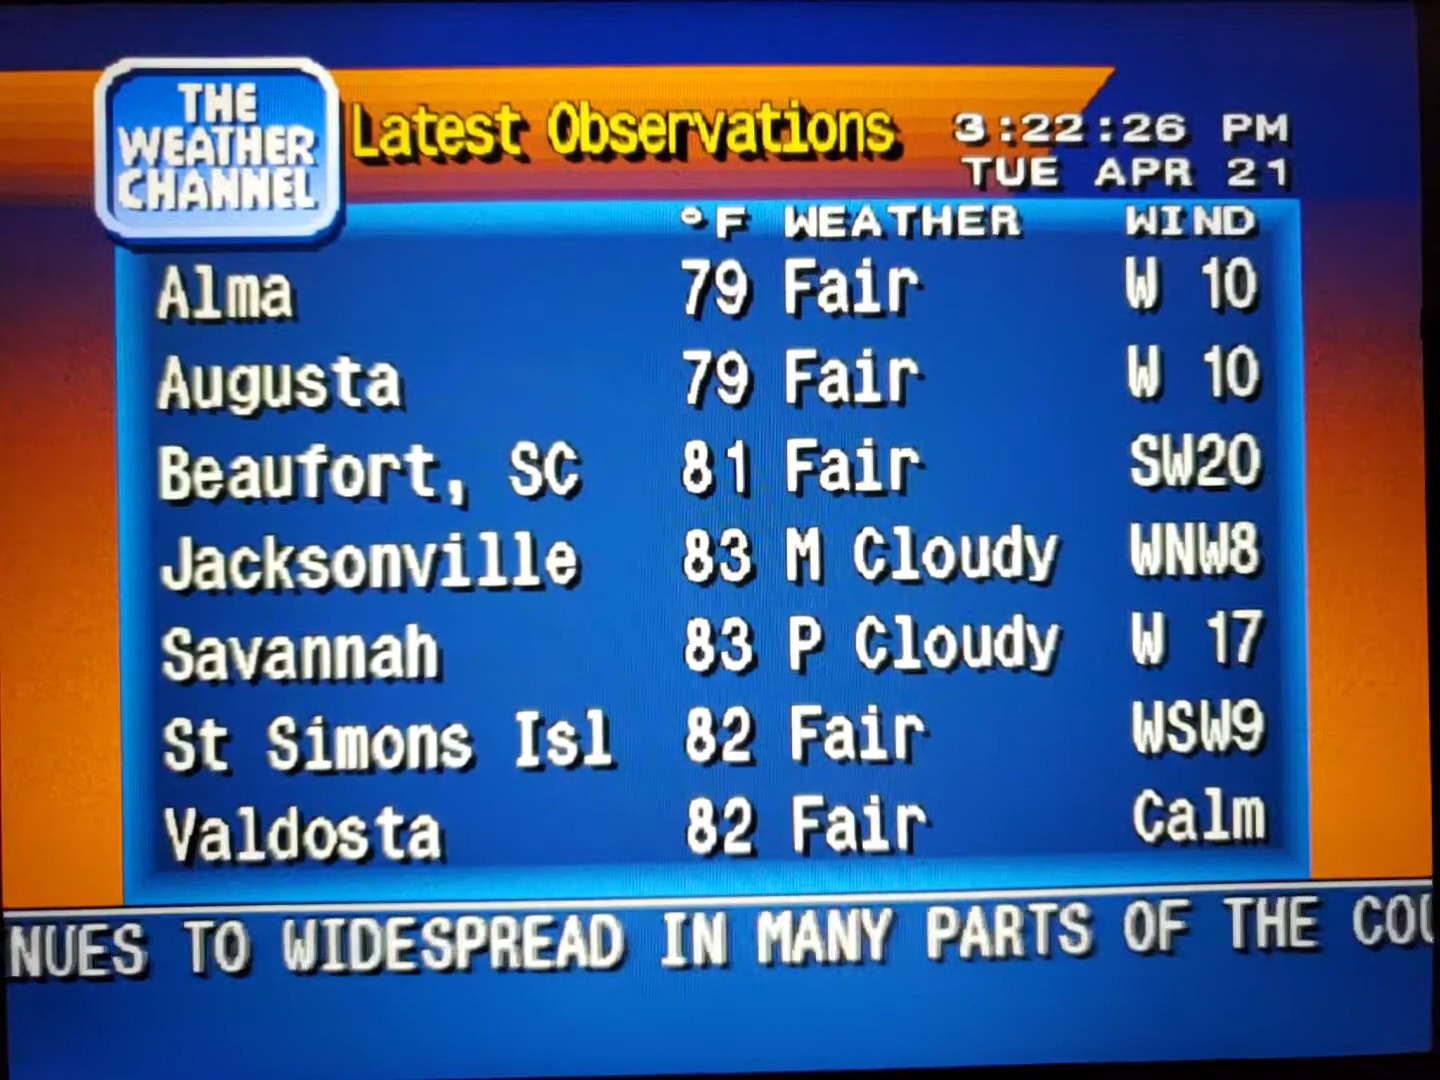 THE
WEATHER
CHANNEL
Latest Observations
3:22:26 PM
TUE APR 21
°F WEATHER WIND
Alma 79 Fair W 10
Augusta 79 Fair W 10
Beaufort, SC 81 Fair SW20
Jacksonville 83 M Cloudy WNW8
Savannah 83 P Cloudy W 17
St Simons Isl 82 Fair WSW9
Valdosta 82 Fair Calm
NUES TO WIDESPREAD IN MANY PARTS OF THE COU